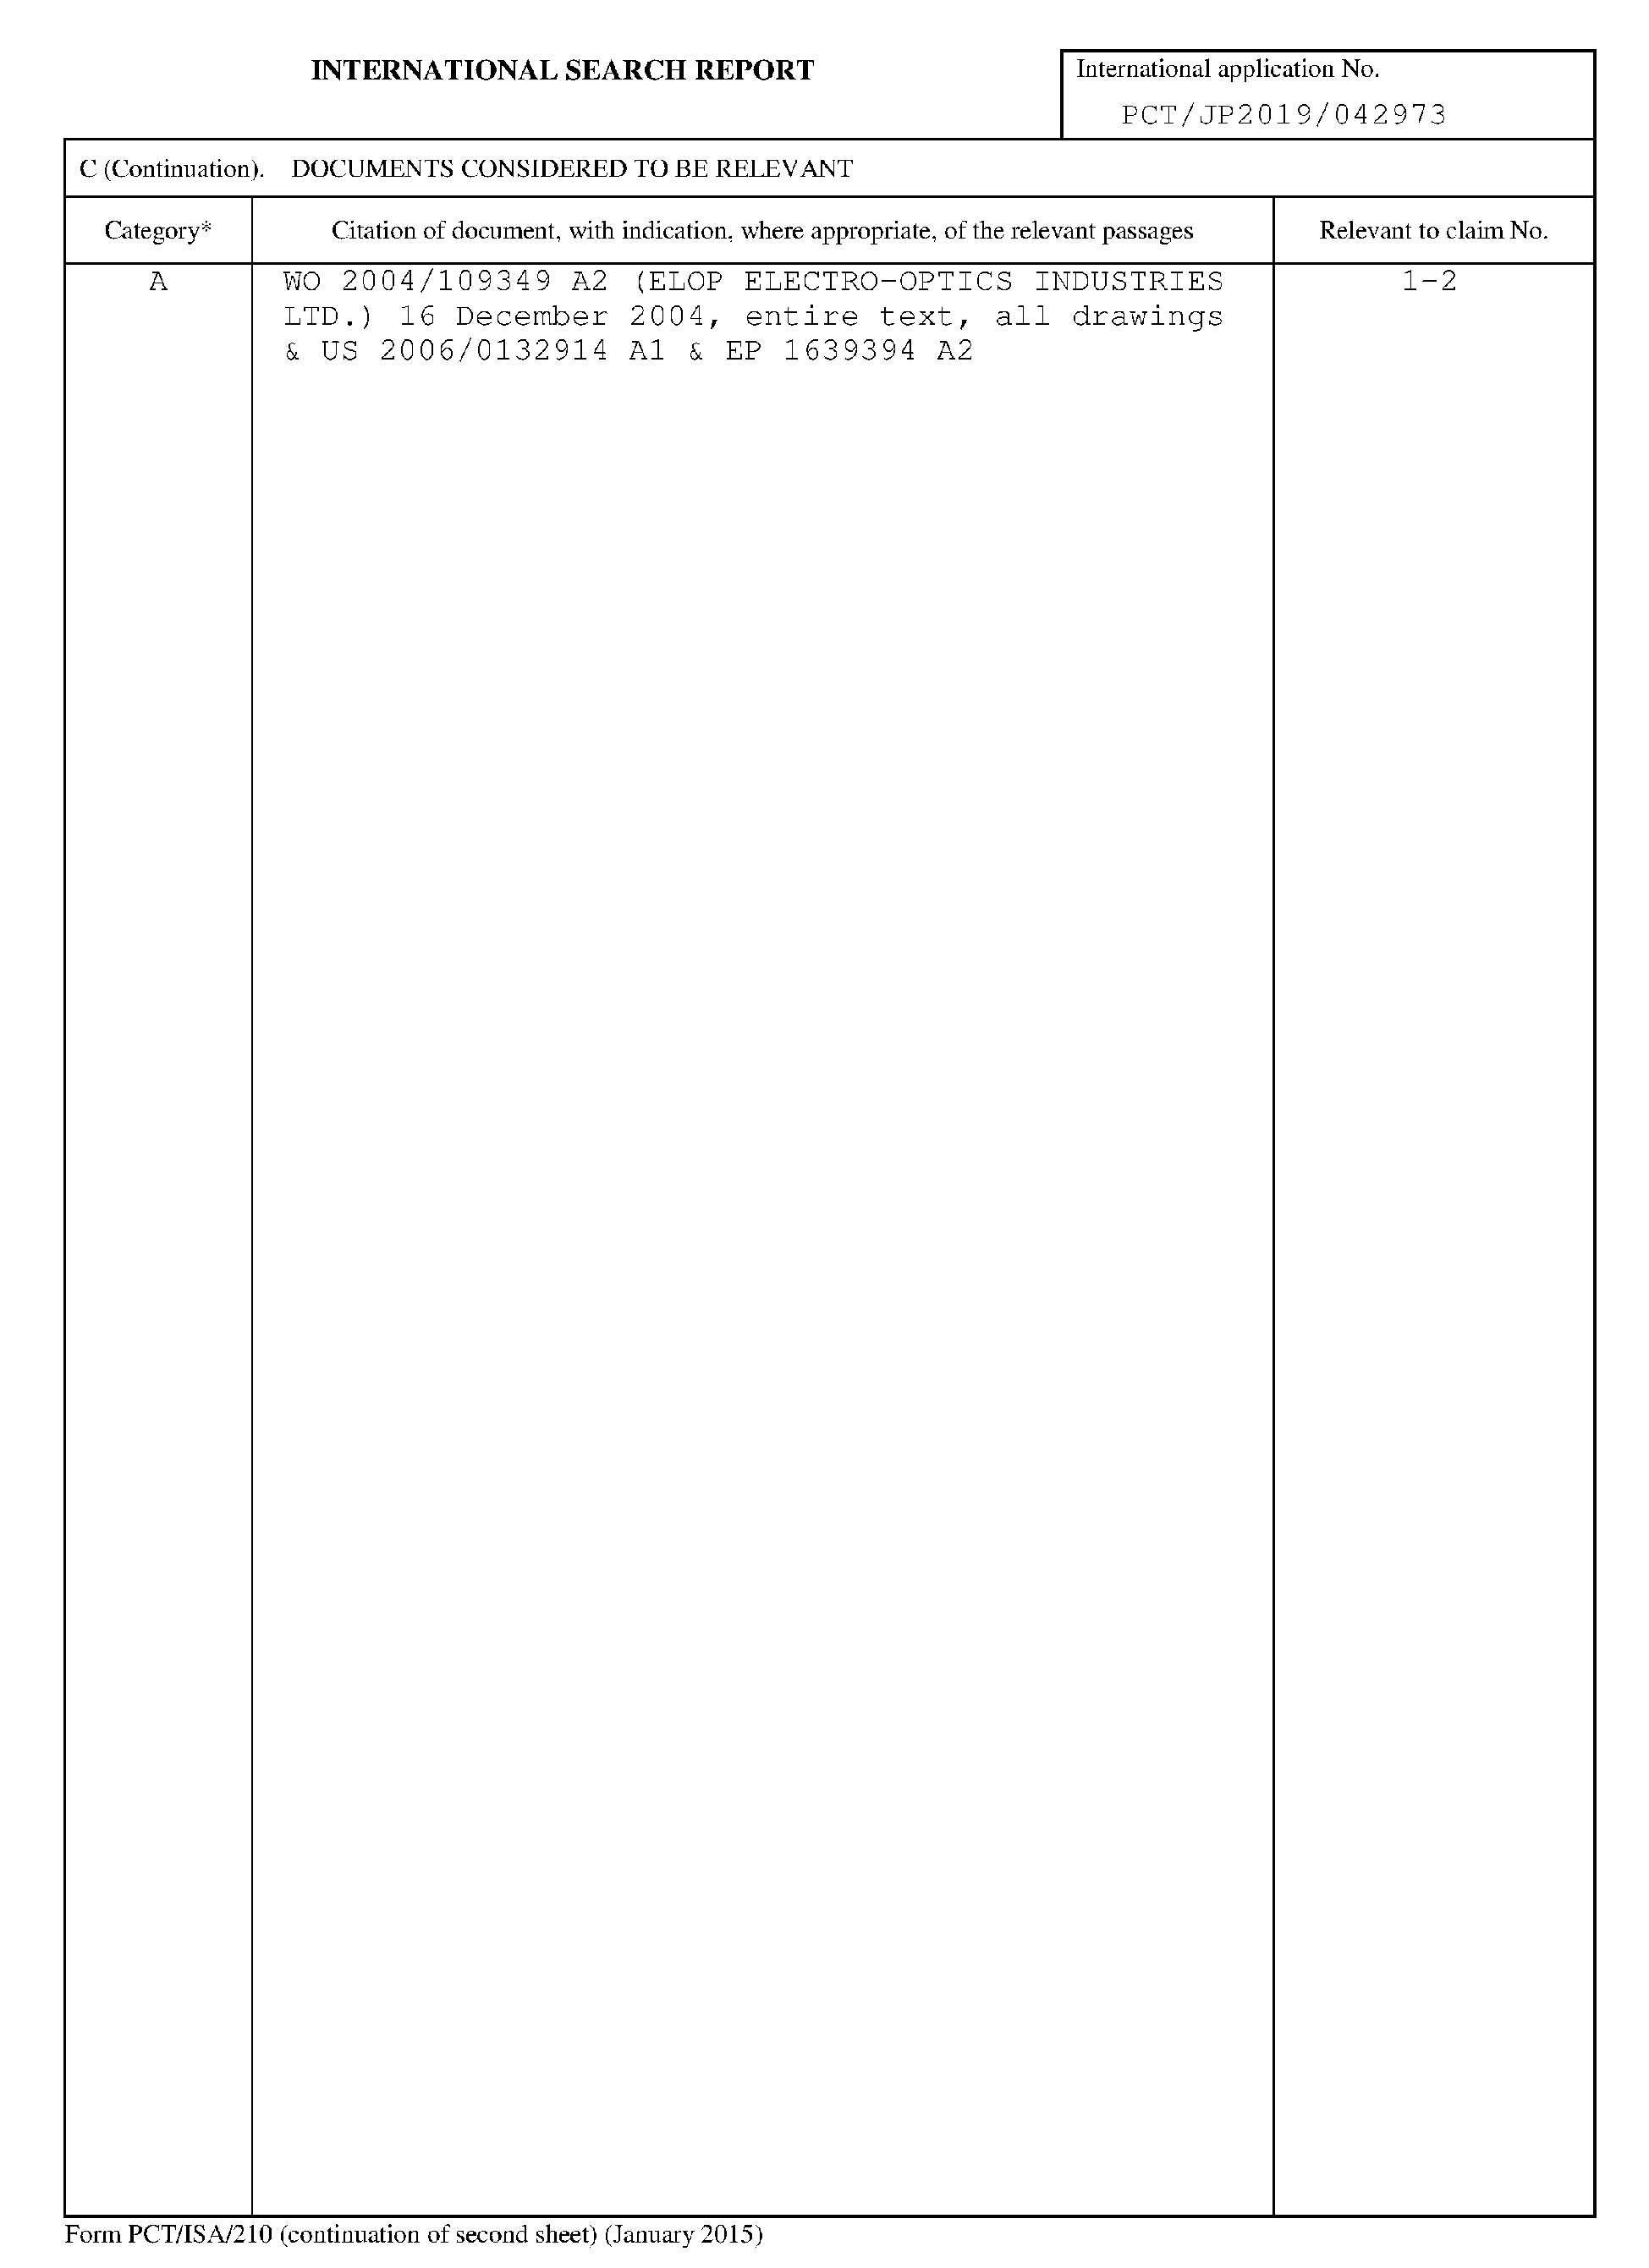 INTERNATIONAL SEARCH REPORT
International application No.
PCT/JP2019/042973
C (Continuation). DOCUMENTS CONSIDERED TO BE RELEVANT
Category* Citation of document, with indication, where appropriate, of the relevant passages Relevant to claim No.
A WO 2004/109349 A2 (ELOP ELECTRO-OPTICS INDUSTRIES 1-2
LTD.) 16 December 2004, entire text, all drawings
& US 2006/0132914 A1 & EP 1639394 A2
Form PCT/ISA/210 (continuation of second sheet) (January 2015)